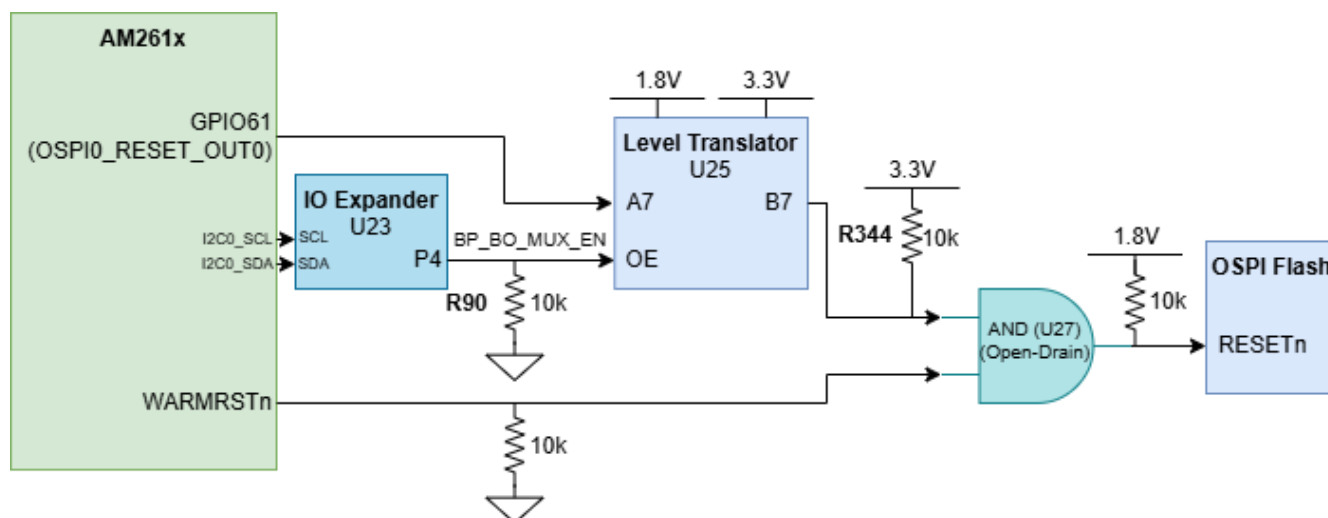 AM261x
GPIO61
(OSPI0_RESET_OUT0)
I2C0_SCL
I2C0_SDA
WARMRSTn
IO Expander
U23
SCL
SDA
P4
BP_BO_MUX_EN
R90
10k
10k
1.8V
3.3V
Level Translator
U25
A7
B7
OE
3.3V
R344
10k
AND (U27)
(Open-Drain)
1.8V
10k
OSPI Flash
RESETn